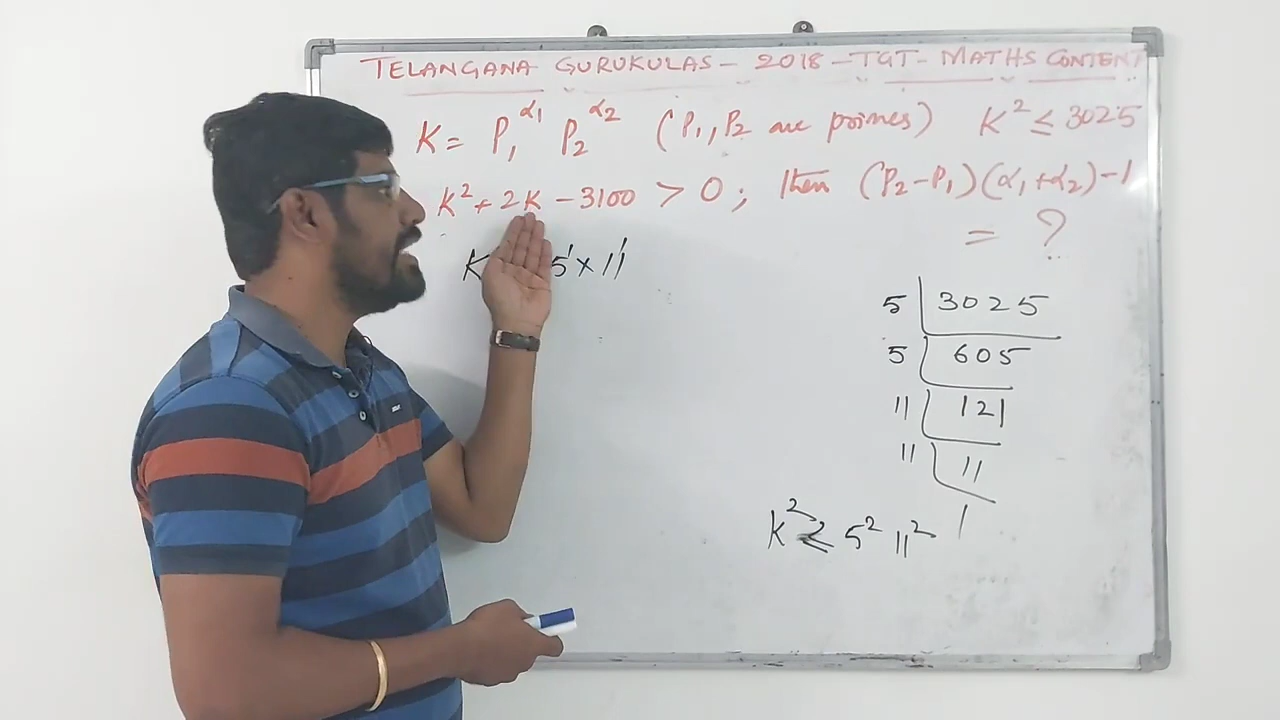 TELANGANA GURUKULAS - 2018 - TGT - MATHS CONTENT
K = P₁^α₁ P₂^α₂ (P₁, P₂ are primes) K² ≤ 3025
K² + 2K - 3100 > 0 ; then (P₂-P₁)(α₁+α₂)-1
= ?
K 5¹ × 11¹
5 | 3025
5 | 605
11 | 121
11 | 11
1
K² ≤ 5² 11²